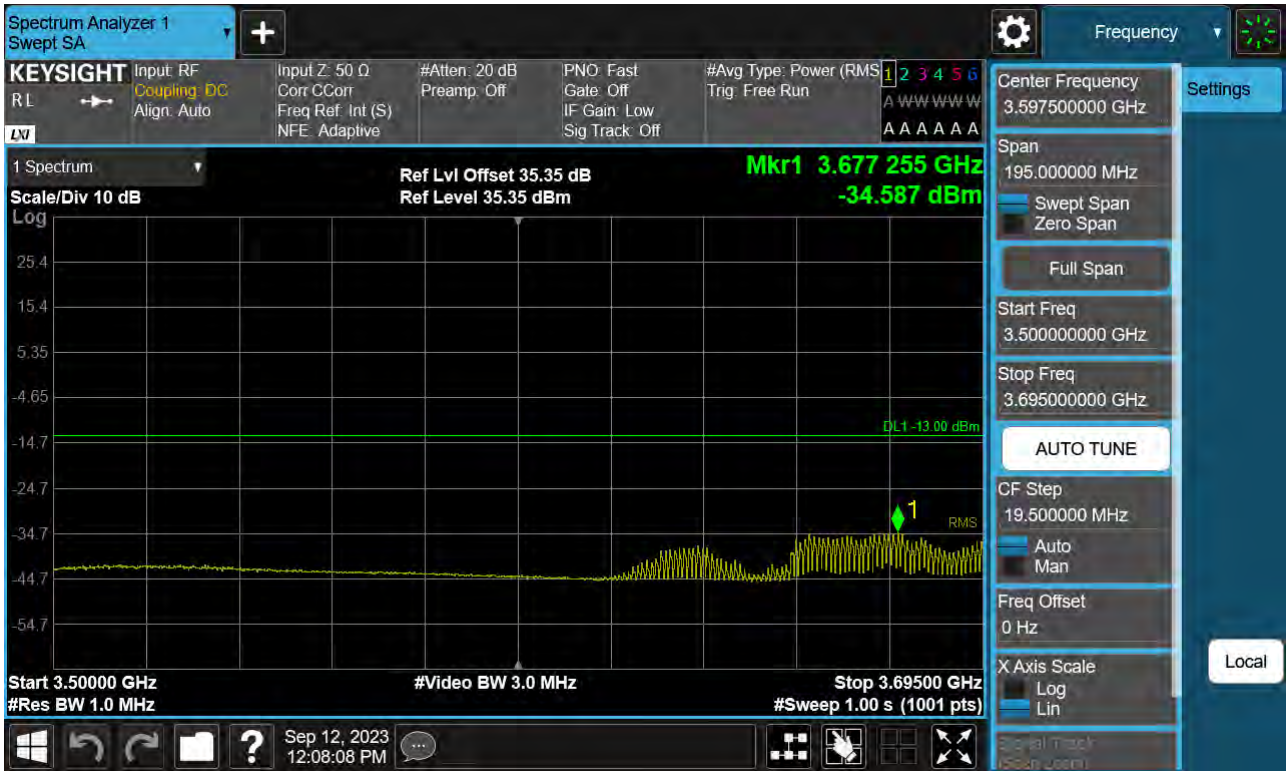 Spectrum Analyzer 1
Swept SA
Frequency
KEYSIGHT
RL
LXI
Input: RF
Coupling: DC
Align: Auto
Input Z: 50 Ω
Corr CCorr
Freq Ref: Int (S)
NFE: Adaptive
#Atten: 20 dB
Preamp: Off
PNO: Fast
Gate: Off
IF Gain: Low
Sig Track: Off
#Avg Type: Power (RMS
Trig: Free Run
1 2 3 4 5 6
A W W W W W
A A A A A A
1 Spectrum
Scale/Div 10 dB
Log
Ref Lvl Offset 35.35 dB
Ref Level 35.35 dBm
Mkr1 3.677 255 GHz
-34.587 dBm
25.4
15.4
5.35
-4.65
DL1 -13.00 dBm
-14.7
-24.7
1
RMS
-34.7
-44.7
-54.7
Start 3.50000 GHz
#Res BW 1.0 MHz
#Video BW 3.0 MHz
Stop 3.69500 GHz
#Sweep 1.00 s (1001 pts)
Center Frequency
3.597500000 GHz
Span
195.000000 MHz
Swept Span
Zero Span
Full Span
Start Freq
3.500000000 GHz
Stop Freq
3.695000000 GHz
AUTO TUNE
CF Step
19.500000 MHz
Auto
Man
Freq Offset
0 Hz
X Axis Scale
Log
Lin
Signal Track
(Span Zoom)
Settings
Local
?
Sep 12, 2023
12:08:08 PM